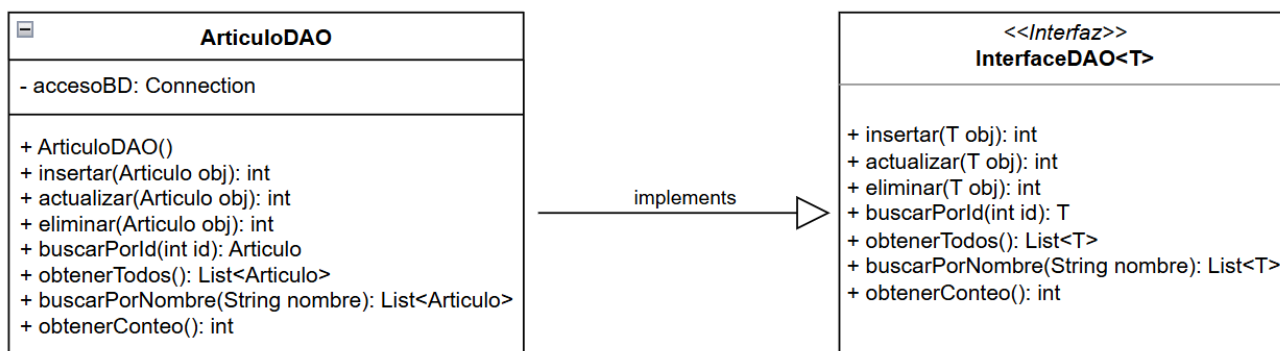 ArticuloDAO
- accesoBD: Connection
+ ArticuloDAO()
+ insertar(Articulo obj): int
+ actualizar(Articulo obj): int
+ eliminar(Articulo obj): int
+ buscarPorId(int id): Articulo
+ obtenerTodos(): List<Articulo>
+ buscarPorNombre(String nombre): List<Articulo>
+ obtenerConteo(): int
implements
<<Interfaz>>
InterfaceDAO<T>
+ insertar(T obj): int
+ actualizar(T obj): int
+ eliminar(T obj): int
+ buscarPorId(int id): T
+ obtenerTodos(): List<T>
+ buscarPorNombre(String nombre): List<T>
+ obtenerConteo(): int